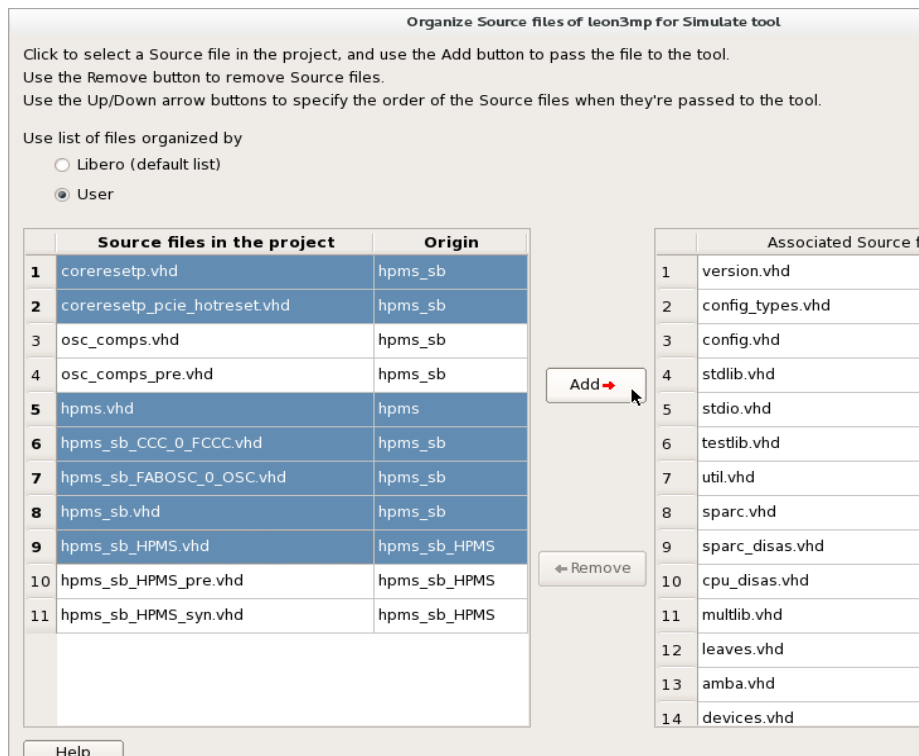 Organize Source files of leon3mp for Simulate tool
Click to select a Source file in the project, and use the Add button to pass the file to the tool.
Use the Remove button to remove Source files.
Use the Up/Down arrow buttons to specify the order of the Source files when they're passed to the tool.
Use list of files organized by
Libero (default list)
User
Source files in the project Origin
1 coreresetp.vhd hpms_sb
2 coreresetp_pcie_hotreset.vhd hpms_sb
3 osc_comps.vhd hpms_sb
4 osc_comps_pre.vhd hpms_sb
5 hpms.vhd hpms
6 hpms_sb_CCC_0_FCCC.vhd hpms_sb
7 hpms_sb_FABOSC_0_OSC.vhd hpms_sb
8 hpms_sb.vhd hpms_sb
9 hpms_sb_HPMS.vhd hpms_sb_HPMS
10 hpms_sb_HPMS_pre.vhd hpms_sb_HPMS
11 hpms_sb_HPMS_syn.vhd hpms_sb_HPMS
Add
Remove
Associated Source f
1 version.vhd
2 config_types.vhd
3 config.vhd
4 stdlib.vhd
5 stdio.vhd
6 testlib.vhd
7 util.vhd
8 sparc.vhd
9 sparc_disas.vhd
10 cpu_disas.vhd
11 multlib.vhd
12 leaves.vhd
13 amba.vhd
14 devices.vhd
Help